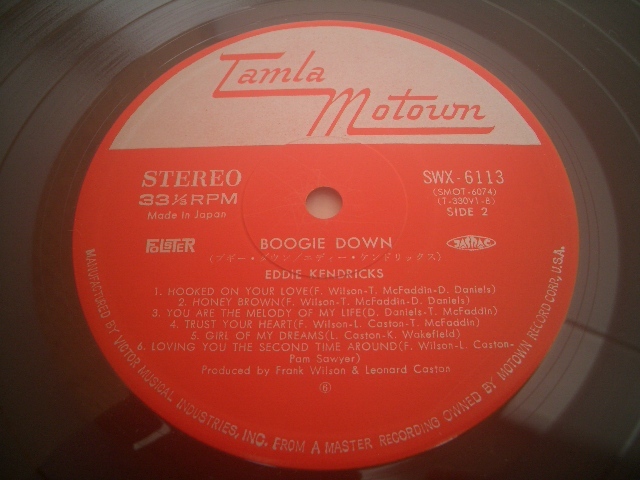 Tamla
Motown
STEREO
33⅓ RPM
Made in Japan
SWX-6113
(SMOT-6074)
(T-330V1-B)
SIDE 2
POLSTER
JASRAC
BOOGIE DOWN
(ブギー・ダウン/エディー・ケンドリックス)
EDDIE KENDRICKS
1. HOOKED ON YOUR LOVE(F. Wilson-T. McFaddin-D. Daniels)
2. HONEY BROWN(F. Wilson-T. McFaddin-D. Daniels)
3. YOU ARE THE MELODY OF MY LIFE(D. Daniels-T. McFaddin)
4. TRUST YOUR HEART(F. Wilson-L. Caston-T. McFaddin)
5. GIRL OF MY DREAMS(L. Caston-K. Wakefield)
6. LOVING YOU THE SECOND TIME AROUND(F. Wilson-L. Caston-
Pam Sawyer)
Produced by Frank Wilson & Leonard Caston
⑥
MANUFACTURED BY VICTOR MUSICAL INDUSTRIES, INC. FROM A MASTER RECORDING OWNED BY MOTOWN RECORD CORP., U.S.A.